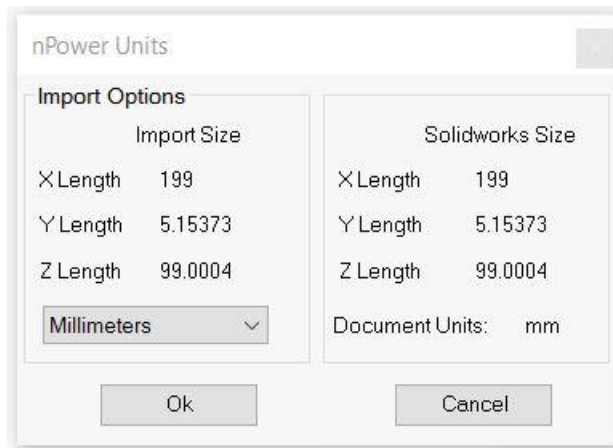 nPower Units
Import Options
Import Size
X Length 199
Y Length 5.15373
Z Length 99.0004
Millimeters
Solidworks Size
X Length 199
Y Length 5.15373
Z Length 99.0004
Document Units: mm
Ok
Cancel